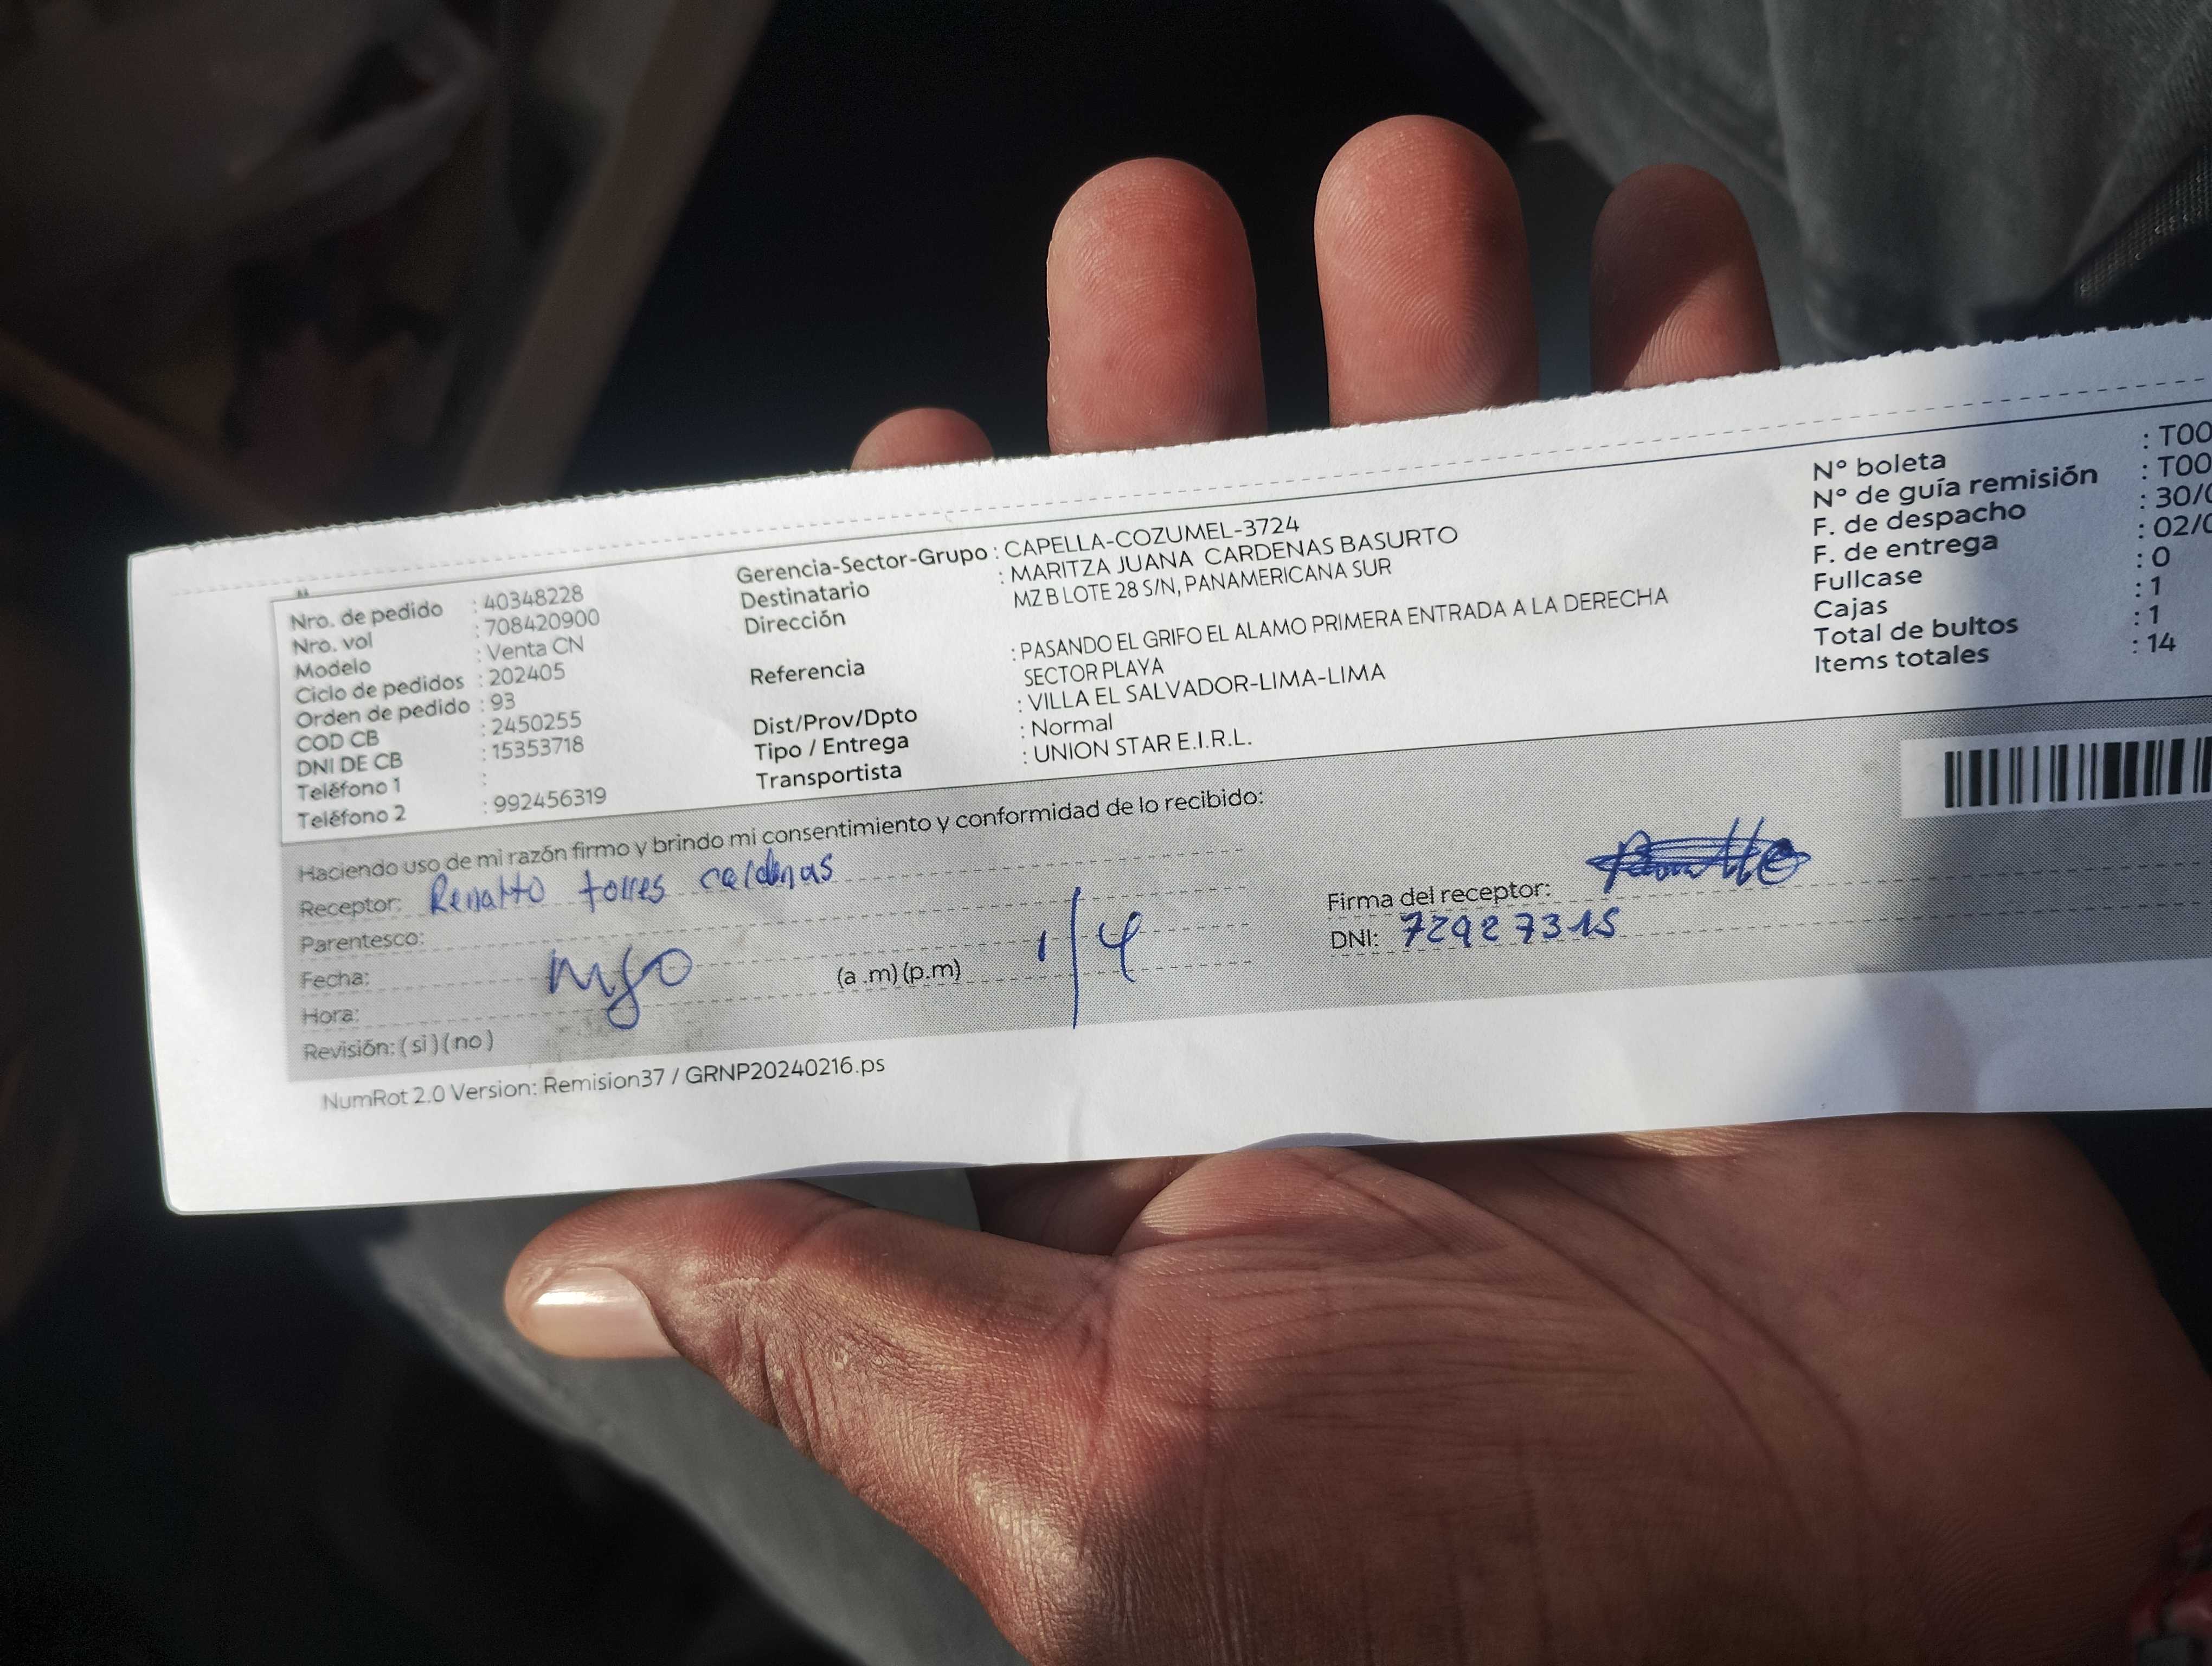 Nro. de pedido : 40348228
Nro. vol : 708420900
Modelo : Venta CN
Ciclo de pedidos : 202405
Orden de pedido : 93
COD CB : 2450255
DNI DE CB : 15353718
Teléfono 1 :
Teléfono 2 : 992456319
Gerencia-Sector-Grupo : CAPELLA-COZUMEL-3724
Destinatario : MARITZA JUANA CARDENAS BASURTO
Dirección MZ B LOTE 28 S/N, PANAMERICANA SUR
Referencia : PASANDO EL GRIFO EL ALAMO PRIMERA ENTRADA A LA DERECHA
SECTOR PLAYA
Dist/Prov/Dpto : VILLA EL SALVADOR-LIMA-LIMA
Tipo / Entrega : Normal
Transportista : UNION STAR E.I.R.L.
N° boleta : T00
N° de guía remisión : T00
F. de despacho : 30/0
F. de entrega : 02/0
Fullcase : 0
Cajas : 1
Total de bultos : 1
Items totales : 14
Haciendo uso de mi razón firmo y brindo mi consentimiento y conformidad de lo recibido:
Receptor: Renatto torres caldenas
Parentesco:
Fecha: 1/4
Hora: (a .m) (p.m)
Revisión: ( si ) ( no )
Firma del receptor:
DNI: 72927315
NumRot 2.0 Version: Remision37 / GRNP20240216.ps